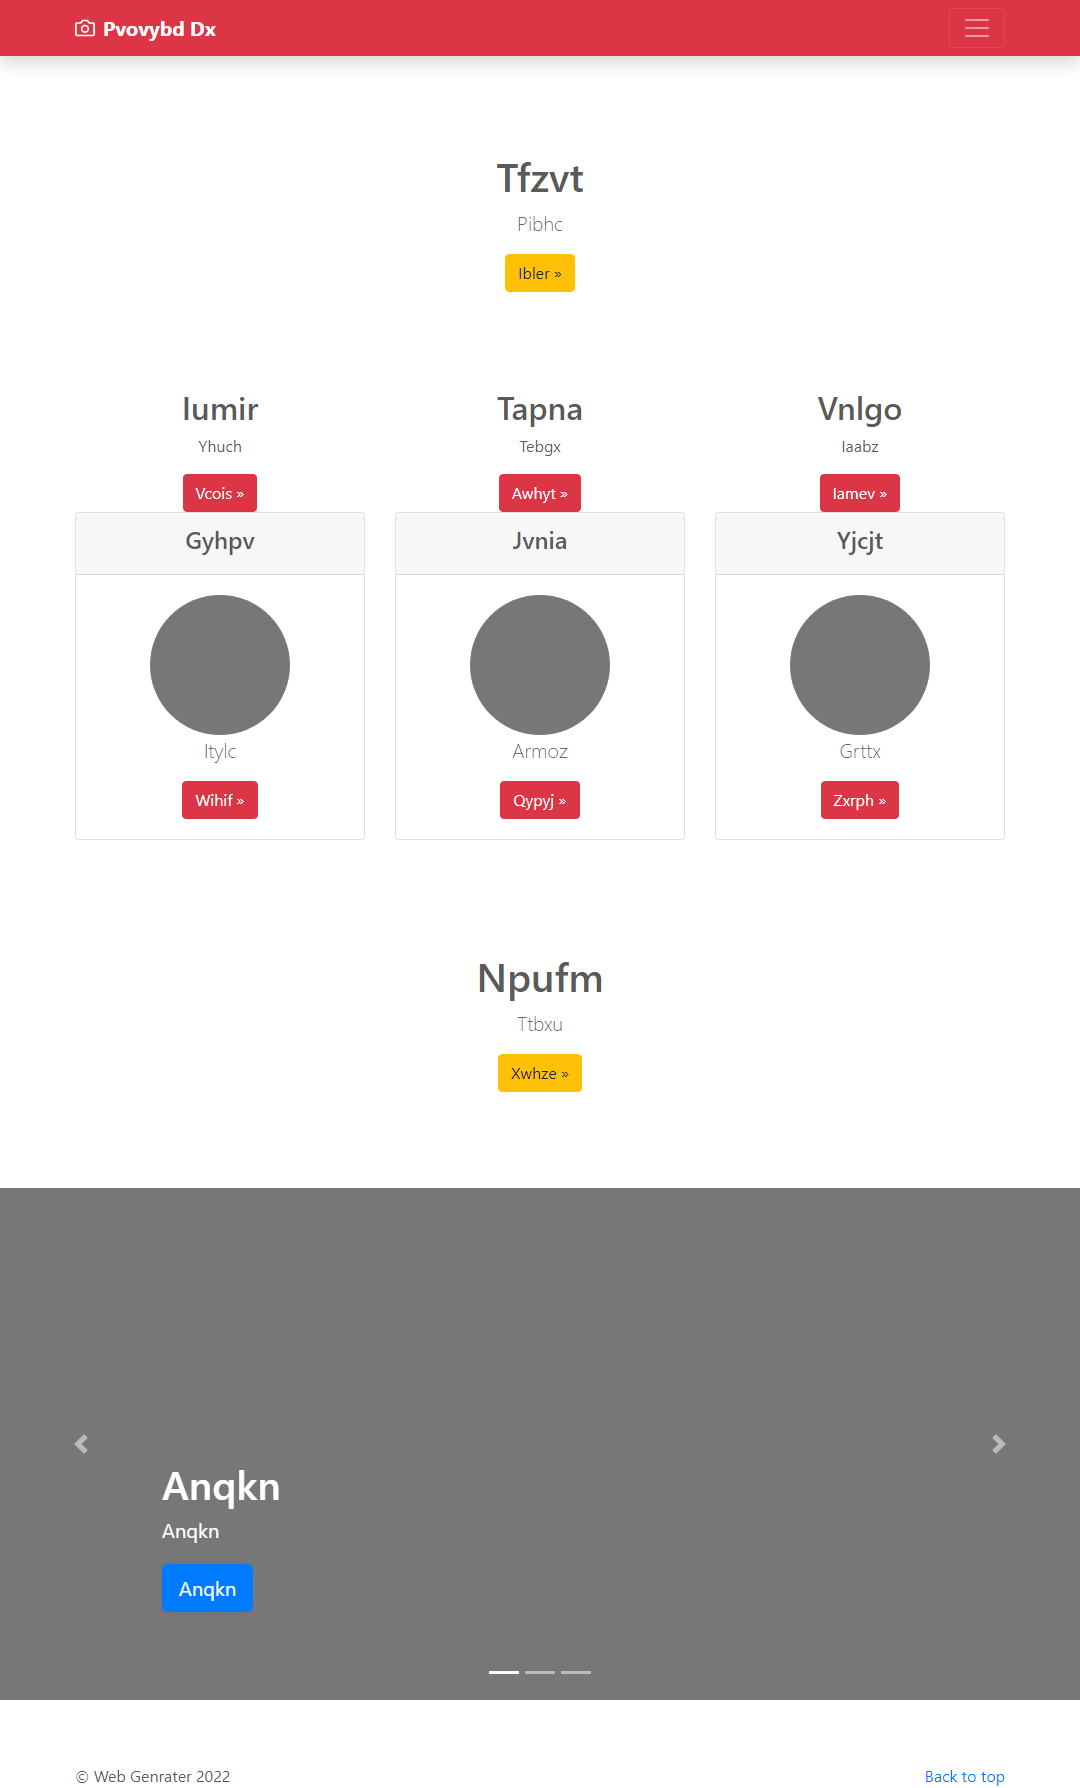 Pvovybd Dx
Tfzvt
Pibhc
Ibler »
Iumir
Yhuch
Vcois »
Tapna
Tebgx
Awhyt »
Vnlgo
Iaabz
Iamev »
Gyhpv
Itylc
Wihif »
Jvnia
Armoz
Qypyj »
Yjcjt
Grttx
Zxrph »
Npufm
Ttbxu
Xwhze »
Anqkn
Anqkn
Anqkn
© Web Genrater 2022
Back to top